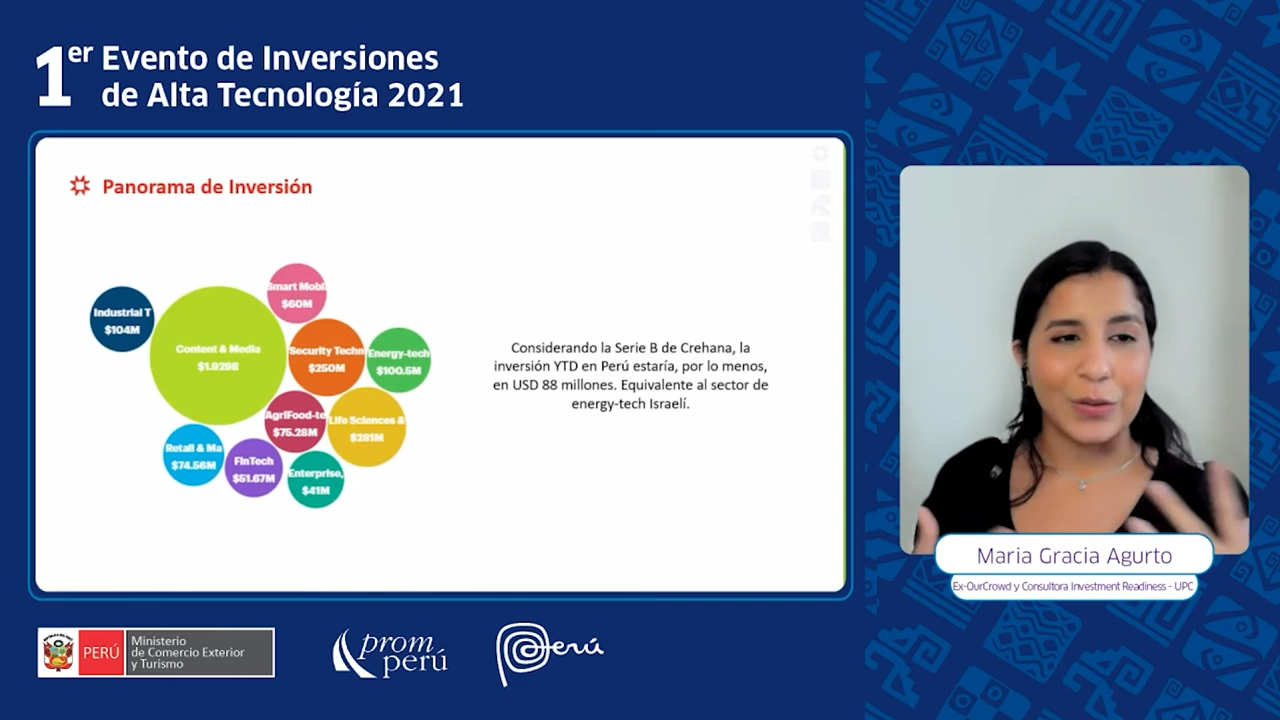 1er Evento de Inversiones
de Alta Tecnología 2021
Panorama de Inversión
Smart Mobi
$60M
Industrial T
$104M
Content & Media
$1.929B
Security Techn
$250M
Energy-tech
$100.5M
AgriFood-te
$75.28M
Life Sciences &
$281M
Retail & Ma
$74.56M
FinTech
$51.67M
Enterprise,
$41M
Considerando la Serie B de Crehana, la
inversión YTD en Perú estaría, por lo menos,
en USD 88 millones. Equivalente al sector de
energy-tech Israelí.
Maria Gracia Agurto
Ex-OurCrowd y Consultora Investment Readiness - UPC
PERÚ
Ministerio
de Comercio Exterior
y Turismo
prom
perú
Perú